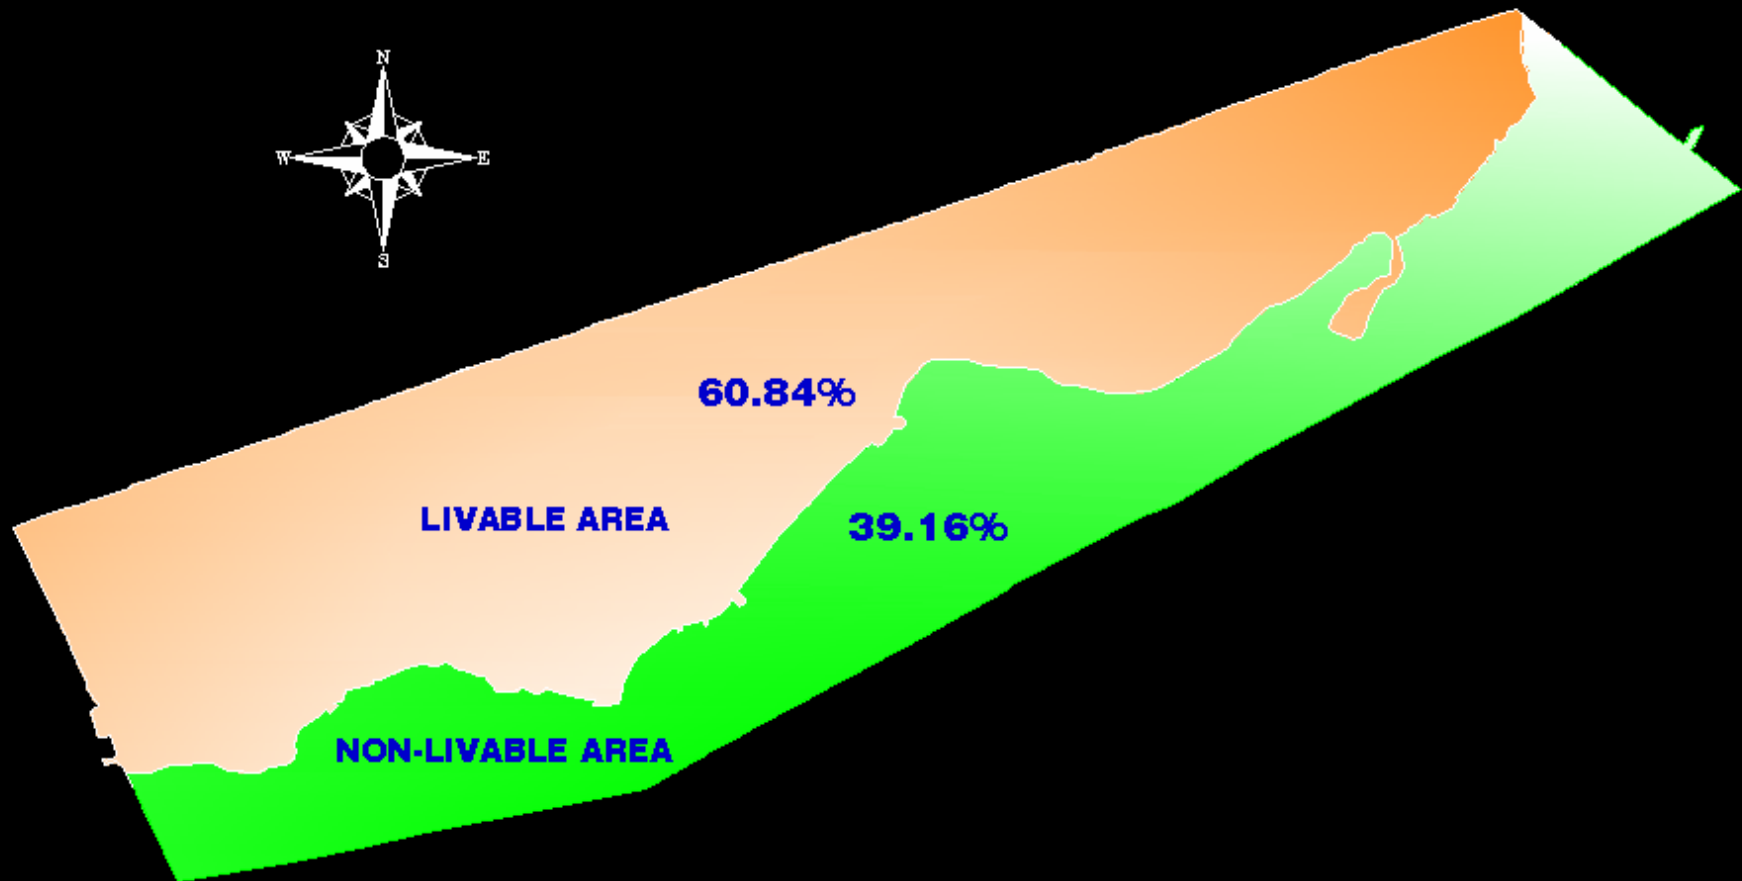 N
W
E
S
60.84%
LIVABLE AREA
39.16%
NON-LIVABLE AREA